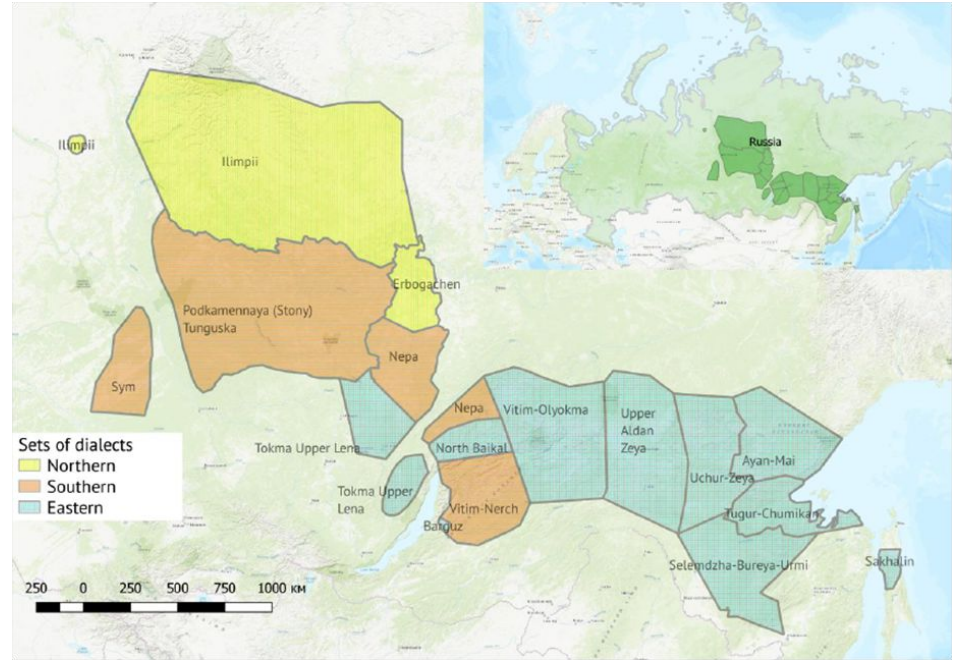 Ilimpii
Ilimpii
Russia
Erbogachen
Podkamennaya (Stony)
Tunguska
Nepa
Sym
Nepa
Vitim-Olyokma
Upper
Aldan
Zeya
Tokma Upper Lena
North Baikal
Ayan-Mai
Uchur-Zeya
Tokma Upper
Lena
Vitim-Nerch
Barguz
Tugur-Chumikan
Selemdzha-Bureya-Urmi
Sakhalin
Sets of dialects
Northern
Southern
Eastern
250 0 250 500 750 1000 км